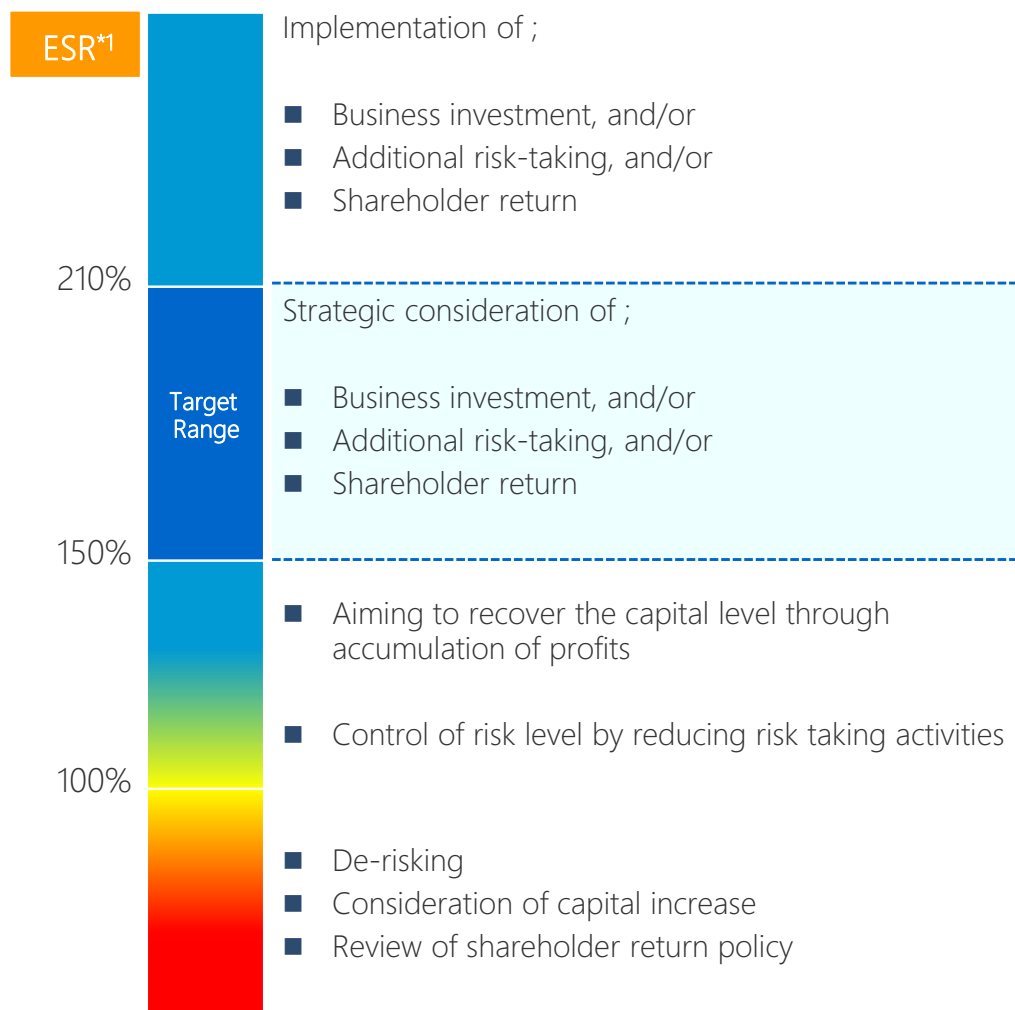 ESR*1
Implementation of ;
■ Business investment, and/or
■ Additional risk-taking, and/or
■ Shareholder return
210%
Strategic consideration of ;
Target
Range
■ Business investment, and/or
■ Additional risk-taking, and/or
■ Shareholder return
150%
■ Aiming to recover the capital level through
accumulation of profits
■ Control of risk level by reducing risk taking activities
100%
■ De-risking
■ Consideration of capital increase
■ Review of shareholder return policy